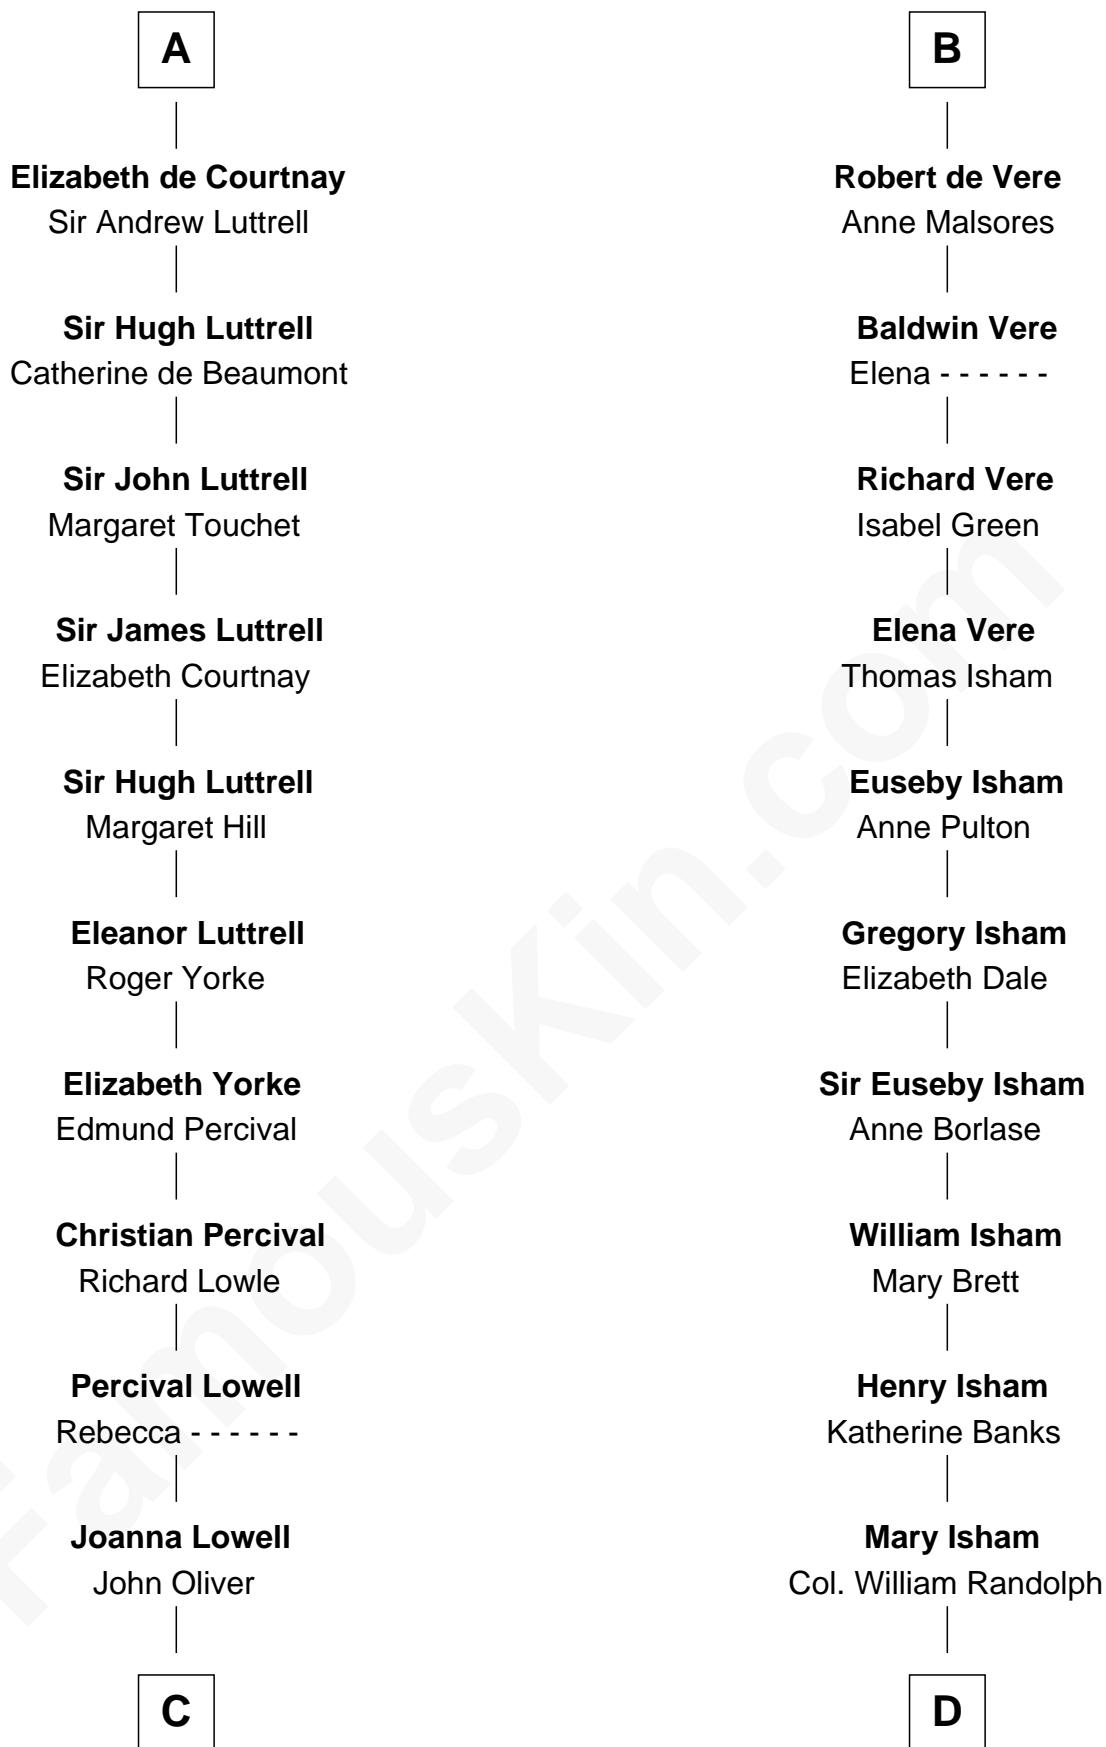 A
Elizabeth de Courtnay
Sir Andrew Luttrell
Sir Hugh Luttrell
Catherine de Beaumont
Sir John Luttrell
Margaret Touchet
Sir James Luttrell
Elizabeth Courtnay
Sir Hugh Luttrell
Margaret Hill
Eleanor Luttrell
Roger Yorke
Elizabeth Yorke
Edmund Percival
Christian Percival
Richard Lowle
Percival Lowell
Rebecca - - - - - -
Joanna Lowell
John Oliver
C
B
Robert de Vere
Anne Malsores
Baldwin Vere
Elena - - - - - -
Richard Vere
Isabel Green
Elena Vere
Thomas Isham
Euseby Isham
Anne Pulton
Gregory Isham
Elizabeth Dale
Sir Euseby Isham
Anne Borlase
William Isham
Mary Brett
Henry Isham
Katherine Banks
Mary Isham
Col. William Randolph
D
FamousKin.com